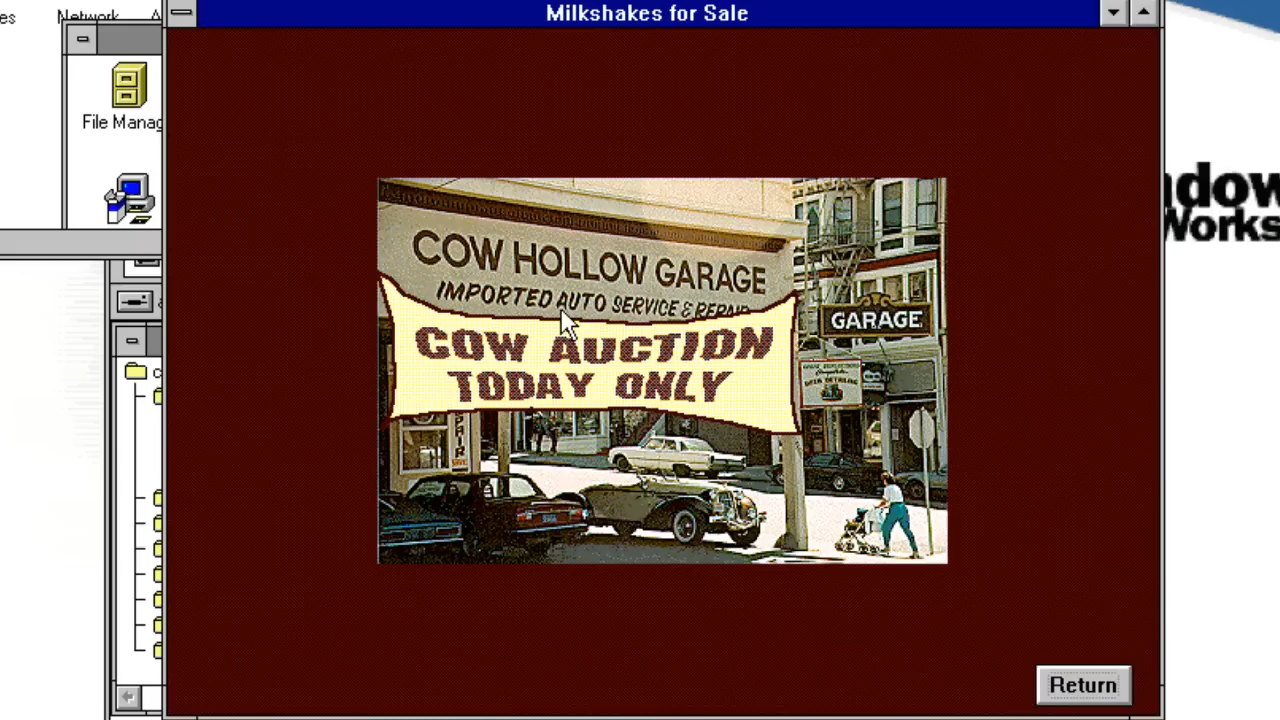 Network
Milkshakes for Sale
File Manag
COW HOLLOW GARAGE
IMPORTED AUTO SERVICE & REPAIR
GARAGE
COW AUCTION
TODAY ONLY
ndow
Works
Return